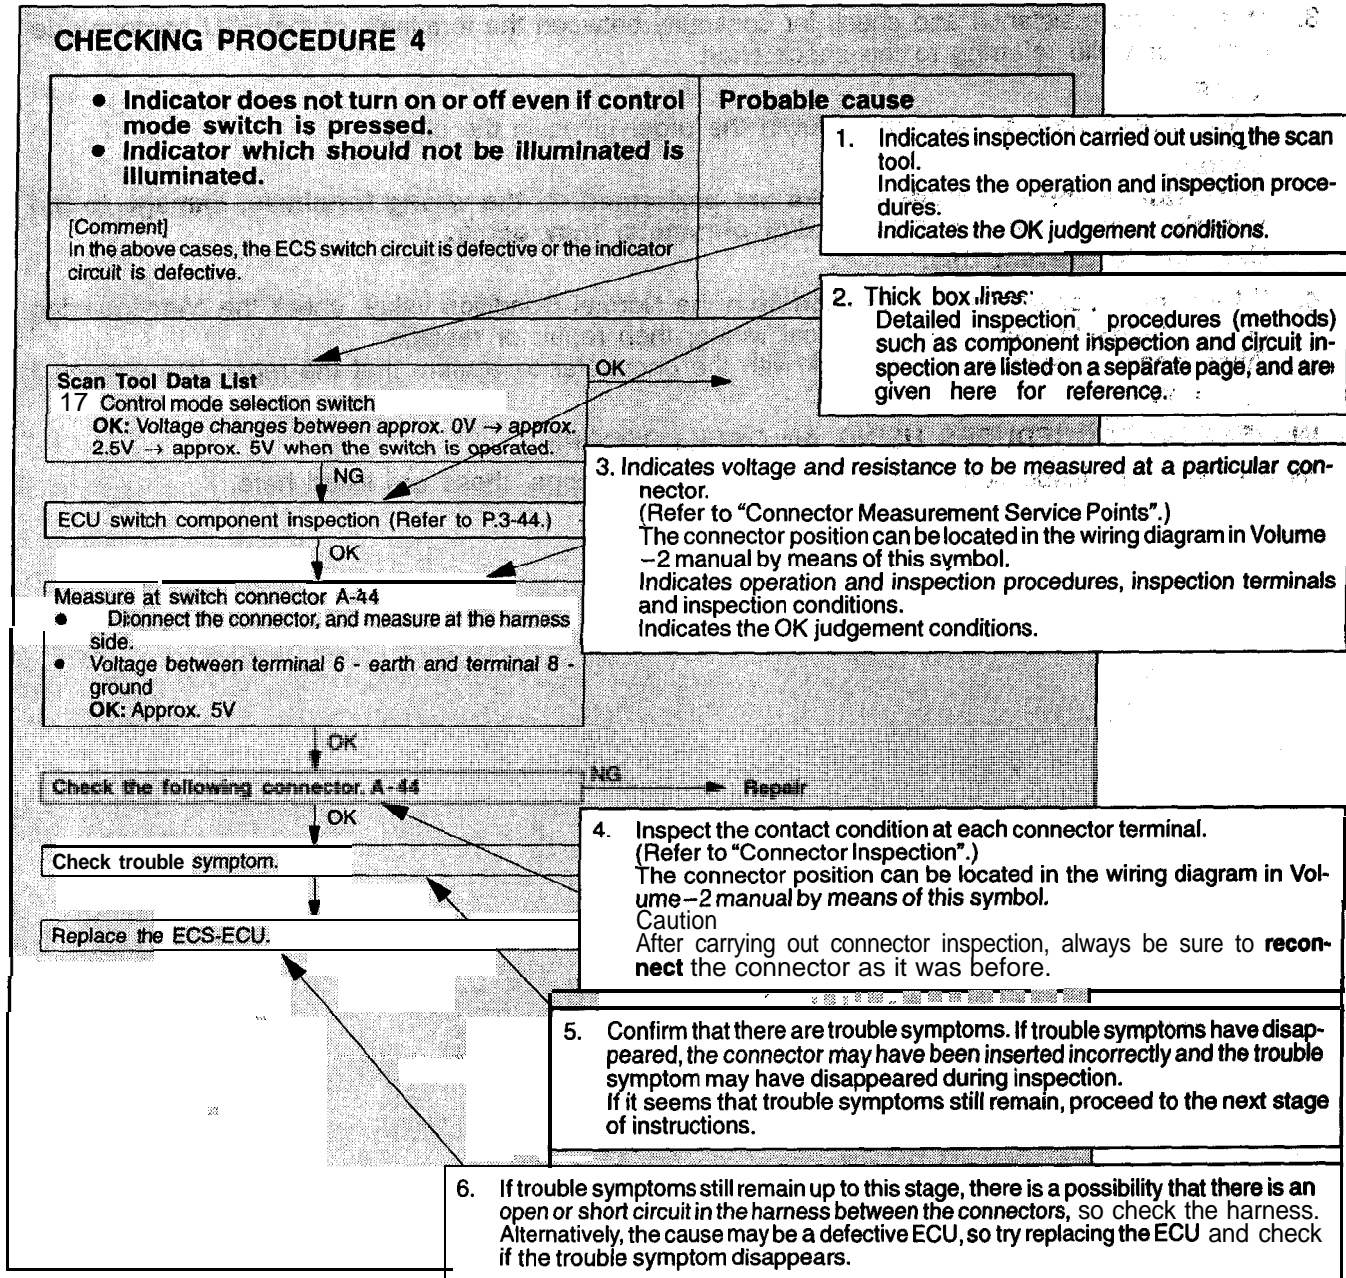 CHECKING PROCEDURE 4
● Indicator does not turn on or off even if control
mode switch is pressed.
● Indicator which should not be illuminated is
illuminated.
Probable cause
[Comment]
In the above cases, the ECS switch circuit is defective or the indicator
circuit is defective.
1. Indicates inspection carried out using the scan
tool.
Indicates the operation and inspection proce-
dures.
Indicates the OK judgement conditions.
2. Thick box lines:
Detailed inspection procedures (methods)
such as component inspection and circuit in-
spection are listed on a separate page, and are
given here for reference.
Scan Tool Data List
17 Control mode selection switch
OK: Voltage changes between approx. 0V → approx.
2.5V → approx. 5V when the switch is operated.
OK
NG
ECU switch component inspection (Refer to P.3-44.)
OK
3. Indicates voltage and resistance to be measured at a particular con-
nector.
(Refer to “Connector Measurement Service Points”.)
The connector position can be located in the wiring diagram in Volume
–2 manual by means of this symbol.
Indicates operation and inspection procedures, inspection terminals
and inspection conditions.
Indicates the OK judgement conditions.
Measure at switch connector A-44
● Dionnect the connector, and measure at the harness
side.
● Voltage between terminal 6 - earth and terminal 8 -
ground
OK: Approx. 5V
OK
Check the following connector. A-44
NG
Repair
OK
Check trouble symptom.
Replace the ECS-ECU.
4. Inspect the contact condition at each connector terminal.
(Refer to “Connector Inspection”.)
The connector position can be located in the wiring diagram in Vol-
ume–2 manual by means of this symbol.
Caution
After carrying out connector inspection, always be sure to recon-
nect the connector as it was before.
5. Confirm that there are trouble symptoms. If trouble symptoms have disap-
peared, the connector may have been inserted incorrectly and the trouble
symptom may have disappeared during inspection.
If it seems that trouble symptoms still remain, proceed to the next stage
of instructions.
6. If trouble symptoms still remain up to this stage, there is a possibility that there is an
open or short circuit in the harness between the connectors, so check the harness.
Alternatively, the cause may be a defective ECU, so try replacing the ECU and check
if the trouble symptom disappears.